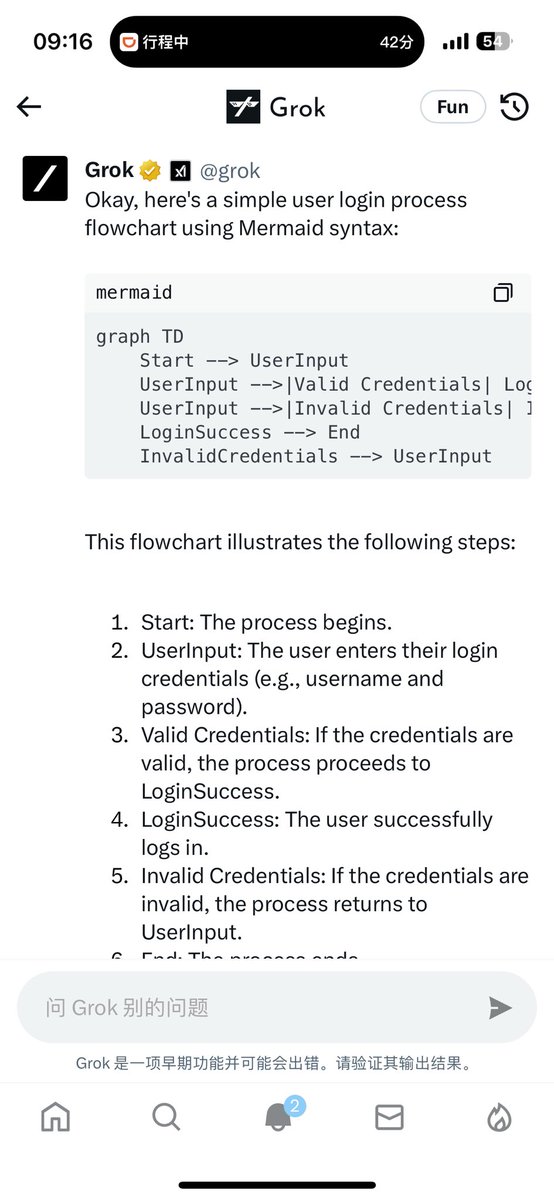 09:16
行程中
42分
54
Grok
Fun
Grok @grok
Okay, here's a simple user login process
flowchart using Mermaid syntax:
mermaid
graph TD
Start --> UserInput
UserInput -->|Valid Credentials| Log
UserInput -->|Invalid Credentials| I
LoginSuccess --> End
InvalidCredentials --> UserInput
This flowchart illustrates the following steps:
1. Start: The process begins.
2. UserInput: The user enters their login
credentials (e.g., username and
password).
3. Valid Credentials: If the credentials are
valid, the process proceeds to
LoginSuccess.
4. LoginSuccess: The user successfully
logs in.
5. Invalid Credentials: If the credentials are
invalid, the process returns to
UserInput.
6. End: The process ends.
问 Grok 别的问题
Grok 是一项早期功能并可能会出错。请验证其输出结果。
2